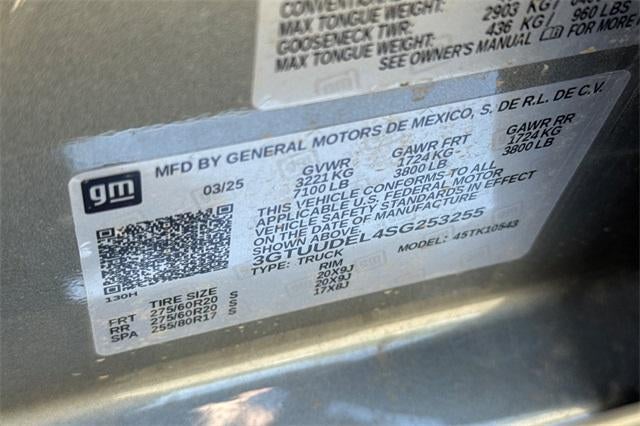 CONVENTIONAL
MAX TONGUE WEIGHT: 2903 KG/
GOOSENECK TWR: 436 KG/ 960 LBS
MAX TONGUE WEIGHT:
SEE OWNER'S MANUAL FOR MORE
gm
MFD BY GENERAL MOTORS DE MEXICO, S. DE R.L. DE C.V.
03/25 GVWR GAWR FRT GAWR RR
3221 KG 1724 KG 1724 KG
7100 LB 3800 LB 3800 LB
THIS VEHICLE CONFORMS TO ALL
APPLICABLE U.S. FEDERAL MOTOR
VEHICLE SAFETY STANDARDS IN EFFECT
ON THE DATE OF MANUFACTURE
SHOWN ABOVE.
3GTUUDEL4SG253255
TYPE: TRUCK MODEL: 4STK10543
130H
TIRE SIZE RIM
FRT 275/60R20 S 20X9J
RR 275/60R20 S 20X9J
SPA 255/80R17 S 17X8J